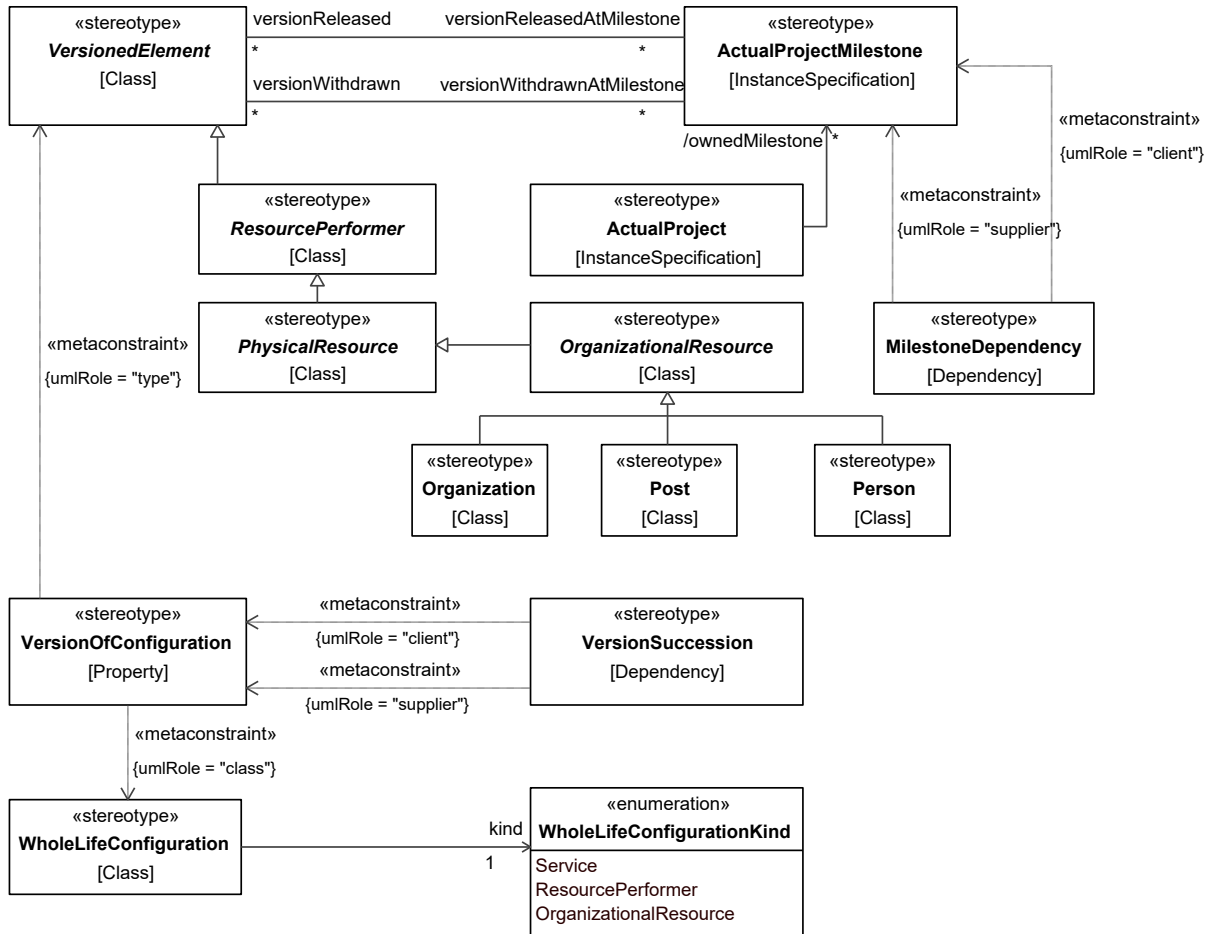 «stereotype»
VersionedElement
[Class]
versionReleased
versionReleasedAtMilestone
*
*
versionWithdrawn
versionWithdrawnAtMilestone
*
*
«stereotype»
ActualProjectMilestone
[InstanceSpecification]
/ownedMilestone
*
«metaconstraint»
{umlRole = "client"}
«metaconstraint»
{umlRole = "supplier"}
«stereotype»
ResourcePerformer
[Class]
«stereotype»
ActualProject
[InstanceSpecification]
«stereotype»
PhysicalResource
[Class]
«stereotype»
OrganizationalResource
[Class]
«stereotype»
MilestoneDependency
[Dependency]
«metaconstraint»
{umlRole = "type"}
«stereotype»
Organization
[Class]
«stereotype»
Post
[Class]
«stereotype»
Person
[Class]
«stereotype»
VersionOfConfiguration
[Property]
«metaconstraint»
{umlRole = "client"}
«metaconstraint»
{umlRole = "supplier"}
«stereotype»
VersionSuccession
[Dependency]
«metaconstraint»
{umlRole = "class"}
«stereotype»
WholeLifeConfiguration
[Class]
kind
1
«enumeration»
WholeLifeConfigurationKind
Service
ResourcePerformer
OrganizationalResource